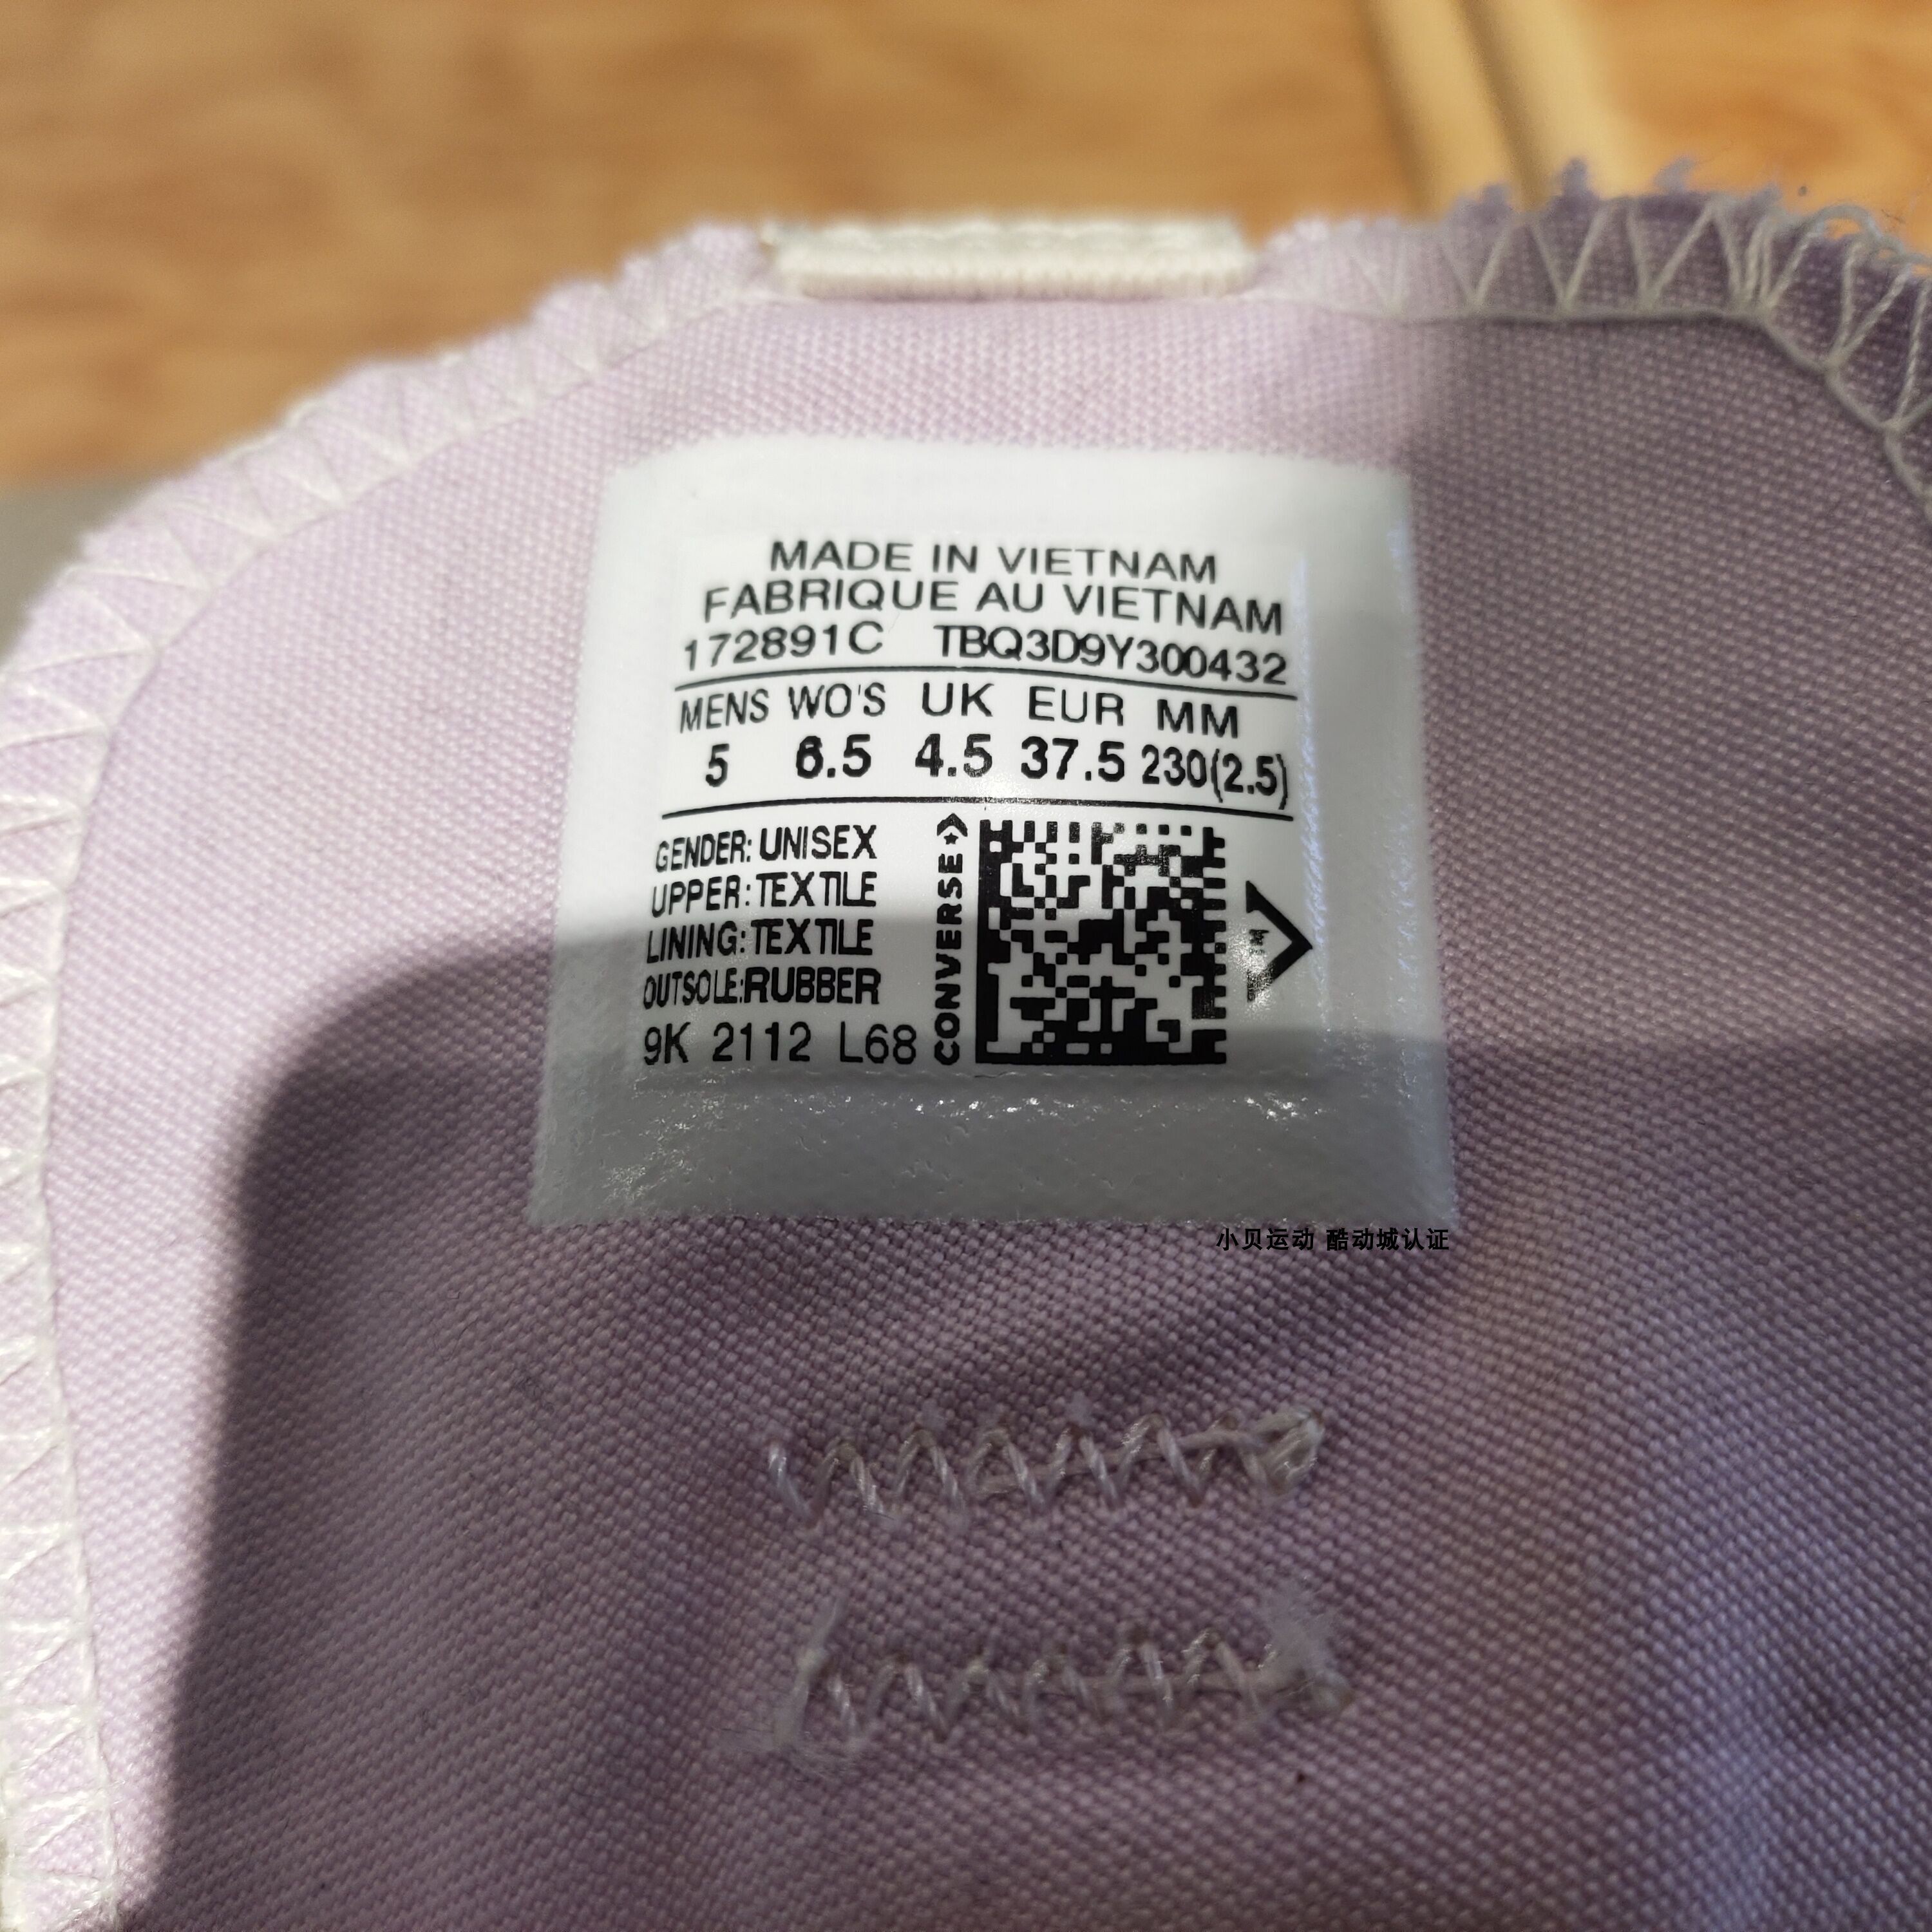 MADE IN VIETNAM
FABRIQUE AU VIETNAM
172891C TBQ3D9Y300432
MENS WO'S UK EUR MM
5 6.5 4.5 37.5 230(2.5)
GENDER: UNISEX
UPPER: TEXTILE
LINING: TEXTILE
OUTSOLE:RUBBER
9K 2112 L68
CONVERSE
小贝运动 酷动城认证